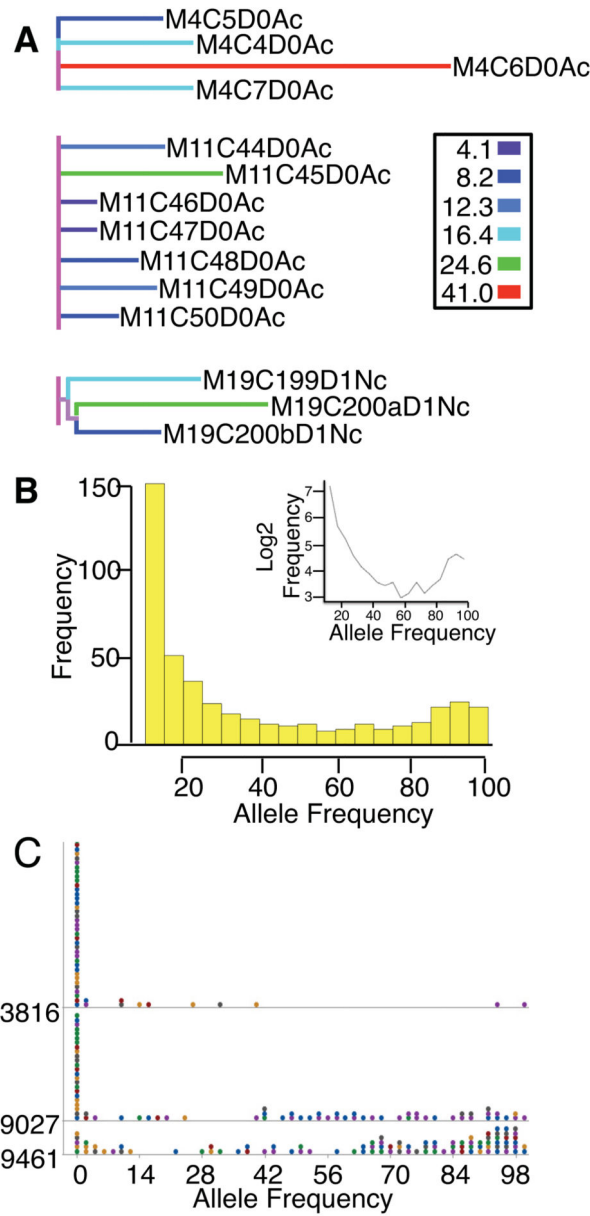 A
M4C5D0Ac
M4C4D0Ac
M4C6D0Ac
M4C7D0Ac
M11C44D0Ac
M11C45D0Ac
M11C46D0Ac
M11C47D0Ac
M11C48D0Ac
M11C49D0Ac
M11C50D0Ac
4.1
8.2
12.3
16.4
24.6
41.0
M19C199D1Nc
M19C200aD1Nc
M19C200bD1Nc
B
150
100
50
0
Frequency
20 40 60 80 100
Allele Frequency
7
6
5
4
3
Log2
Frequency
20 40 60 80 100
Allele Frequency
C
3816
9027
9461
0 14 28 42 56 70 84 98
Allele Frequency